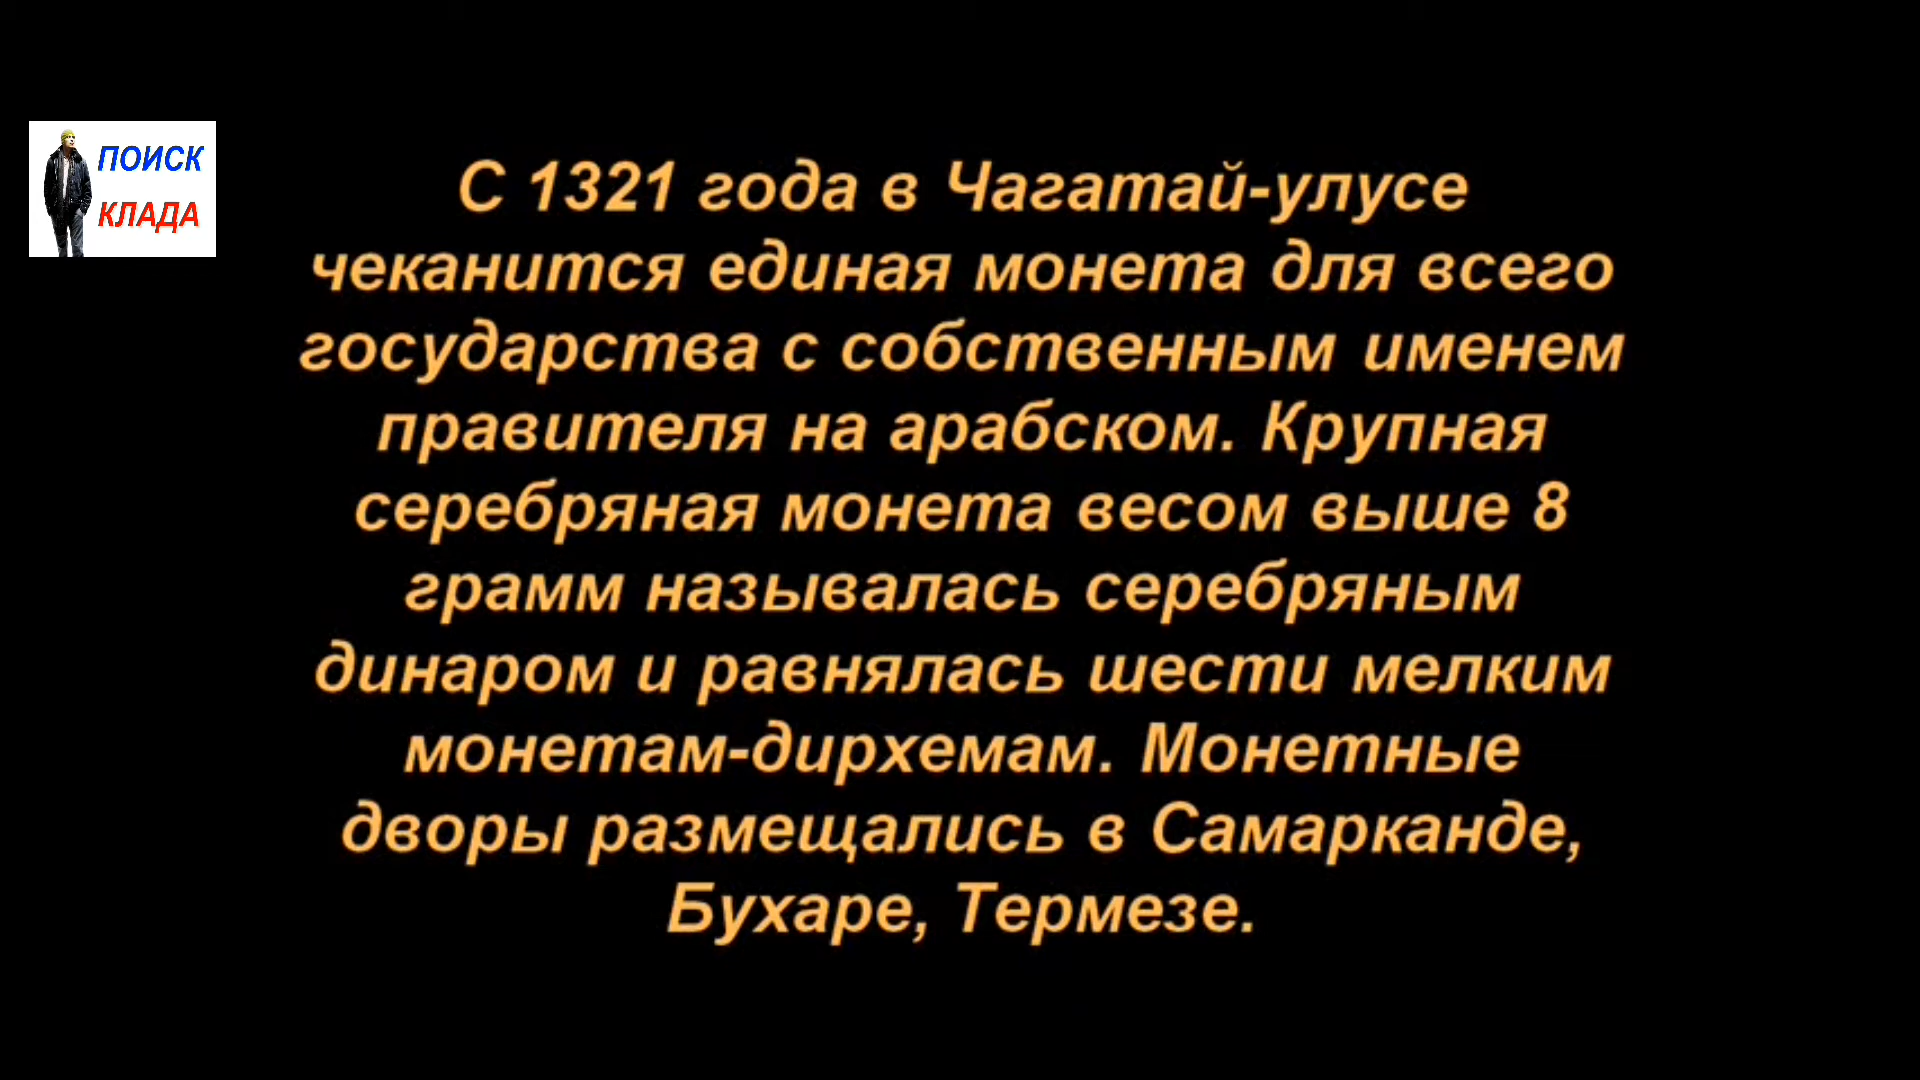 ПОИСК
КЛАДА
С 1321 года в Чагатай-улусе
чеканится единая монета для всего
государства с собственным именем
правителя на арабском. Крупная
серебряная монета весом выше 8
грамм называлась серебряным
динаром и равнялась шести мелким
монетам-дирхемам. Монетные
дворы размещались в Самарканде,
Бухаре, Термезе.